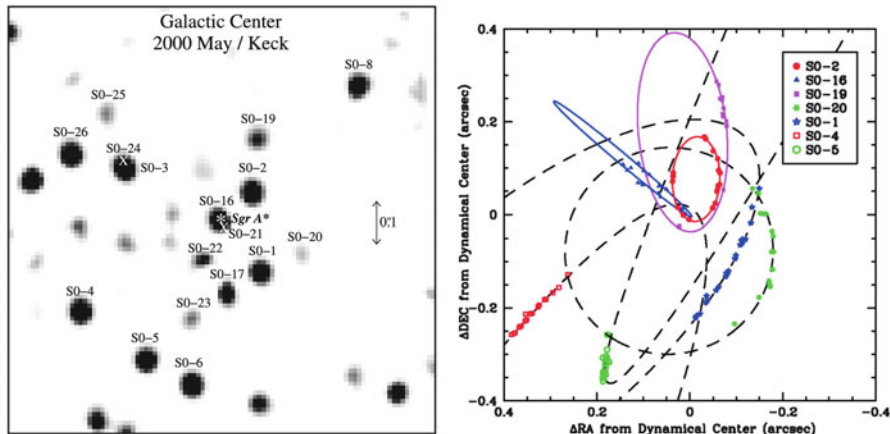 Galactic Center
2000 May / Keck
S0-8
S0-25
S0-19
S0-26
S0-24
X
S0-3
S0-2
S0-16
* Sgr A*
X
S0-21
0."1
S0-20
S0-22
S0-1
S0-17
S0-4
S0-23
S0-5
S0-6
ΔDEC from Dynamical Center (arcsec)
0.4
0.2
0
-0.2
-0.4
S0-2
S0-16
S0-19
S0-20
S0-1
S0-4
S0-5
0.4 0.2 0 -0.2 -0.4
ΔRA from Dynamical Center (arcsec)